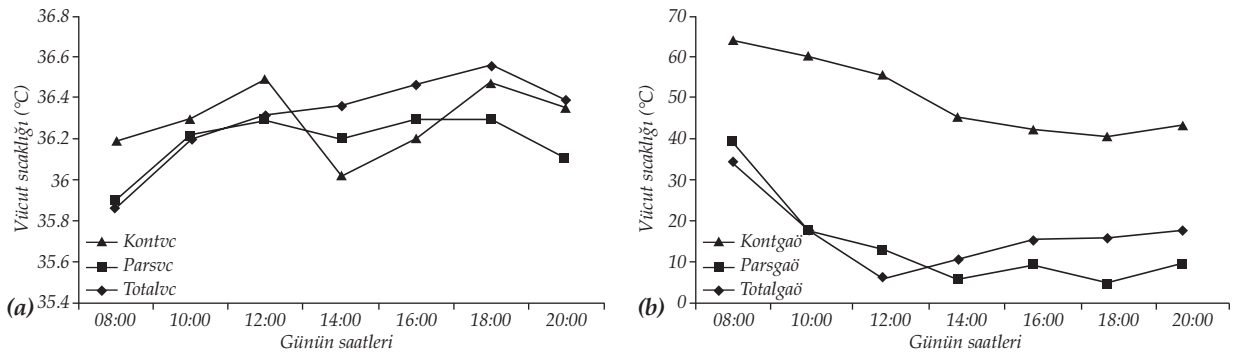 36.8
36.6
36.4
36.2
36
35.8
35.6
35.4
Vücut sıcaklığı (°C)
Kontvc
Parsvc
Totalvc
(a)
08:00 10:00 12:00 14:00 16:00 18:00 20:00
Günün saatleri
70
60
50
40
30
20
10
0
Vücut sıcaklığı (°C)
Kontgaö
Parsgaö
Totalgaö
(b)
08:00 10:00 12:00 14:00 16:00 18:00 20:00
Günün saatleri